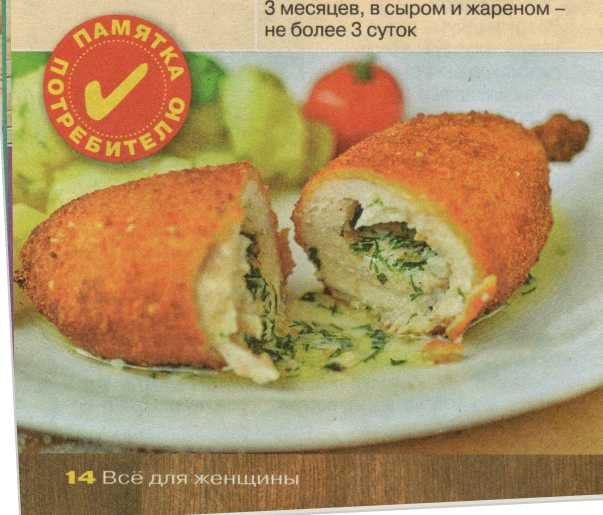 3 месяцев, в сыром и жареном –
не более 3 суток
ПАМЯТКА
ПОТРЕБИТЕЛЮ
14 Всё для женщины